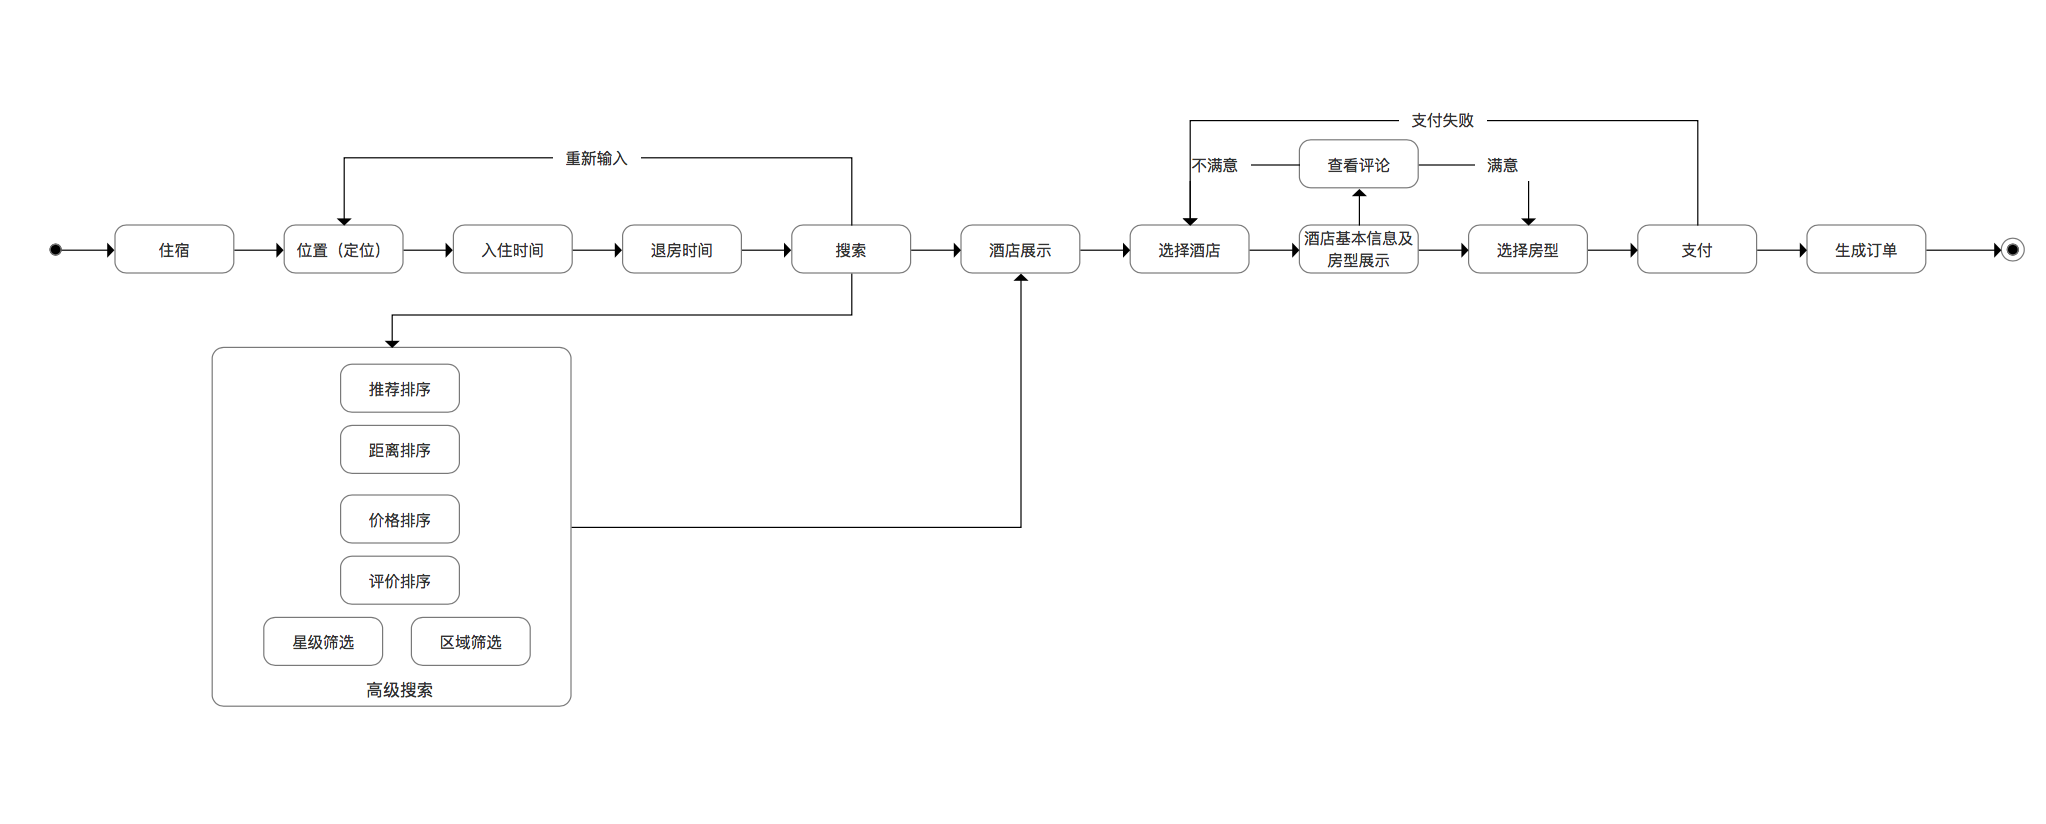 支付失败
重新输入
不满意
查看评论
满意
住宿
位置（定位）
入住时间
退房时间
搜索
酒店展示
选择酒店
酒店基本信息及
房型展示
选择房型
支付
生成订单
推荐排序
距离排序
价格排序
评价排序
星级筛选
区域筛选
高级搜索